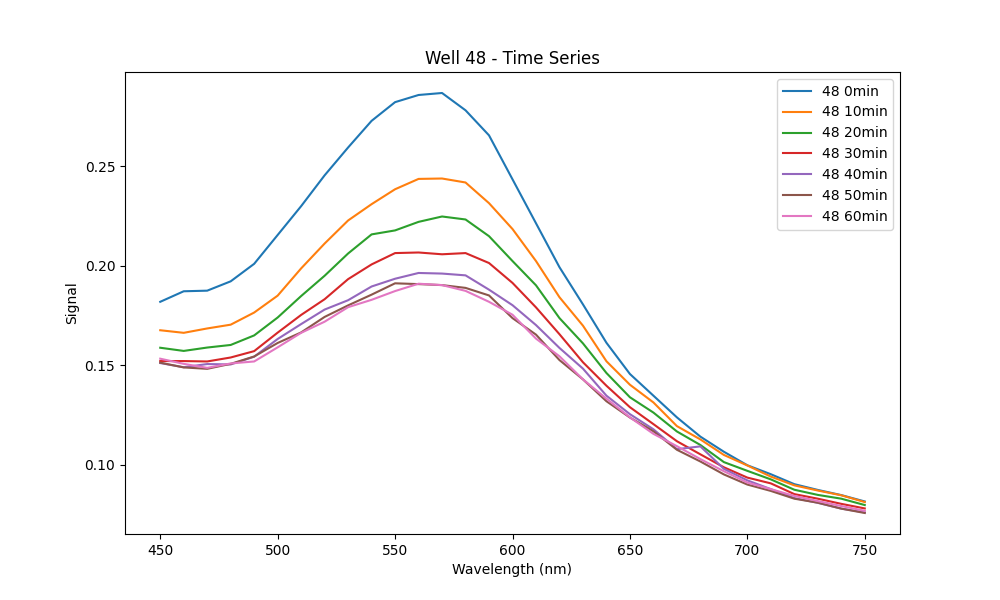 Well 48 - Time Series
48 0min
48 10min
48 20min
48 30min
48 40min
48 50min
48 60min
Signal
0.25
0.20
0.15
0.10
450 500 550 600 650 700 750
Wavelength (nm)